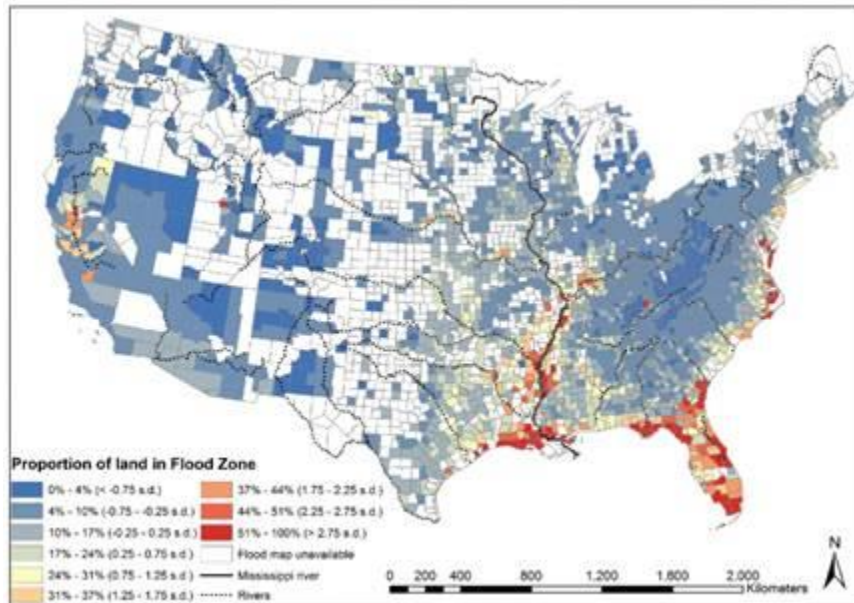 Proportion of land in Flood Zone
0% - 4% (< -0.75 s.d.)
4% - 10% (-0.75 - -0.25 s.d.)
10% - 17% (-0.25 - 0.25 s.d.)
17% - 24% (0.25 - 0.75 s.d.)
24% - 31% (0.75 - 1.25 s.d.)
31% - 37% (1.25 - 1.75 s.d.)
37% - 44% (1.75 - 2.25 s.d.)
44% - 51% (2.25 - 2.75 s.d.)
51% - 100% (> 2.75 s.d.)
Flood map unavailable
Mississippi river
Rivers
N
0 200 400 800 1,200 1,600 2,000
Kilometers